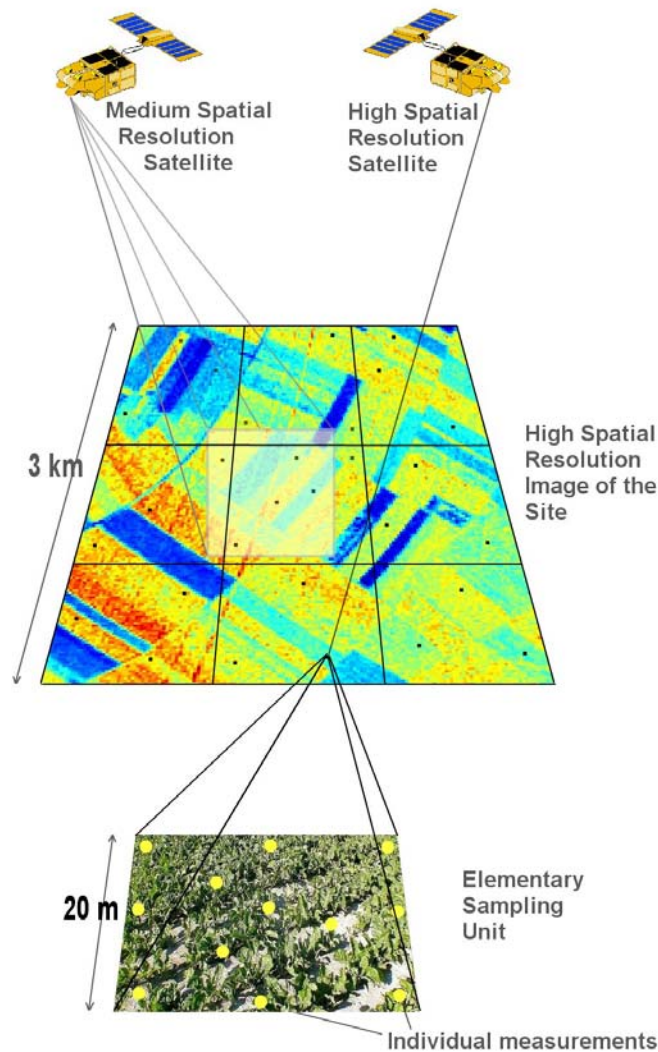 Medium Spatial
Resolution
Satellite
High Spatial
Resolution
Satellite
3 km
High Spatial
Resolution
Image of the
Site
20 m
Elementary
Sampling
Unit
Individual measurements